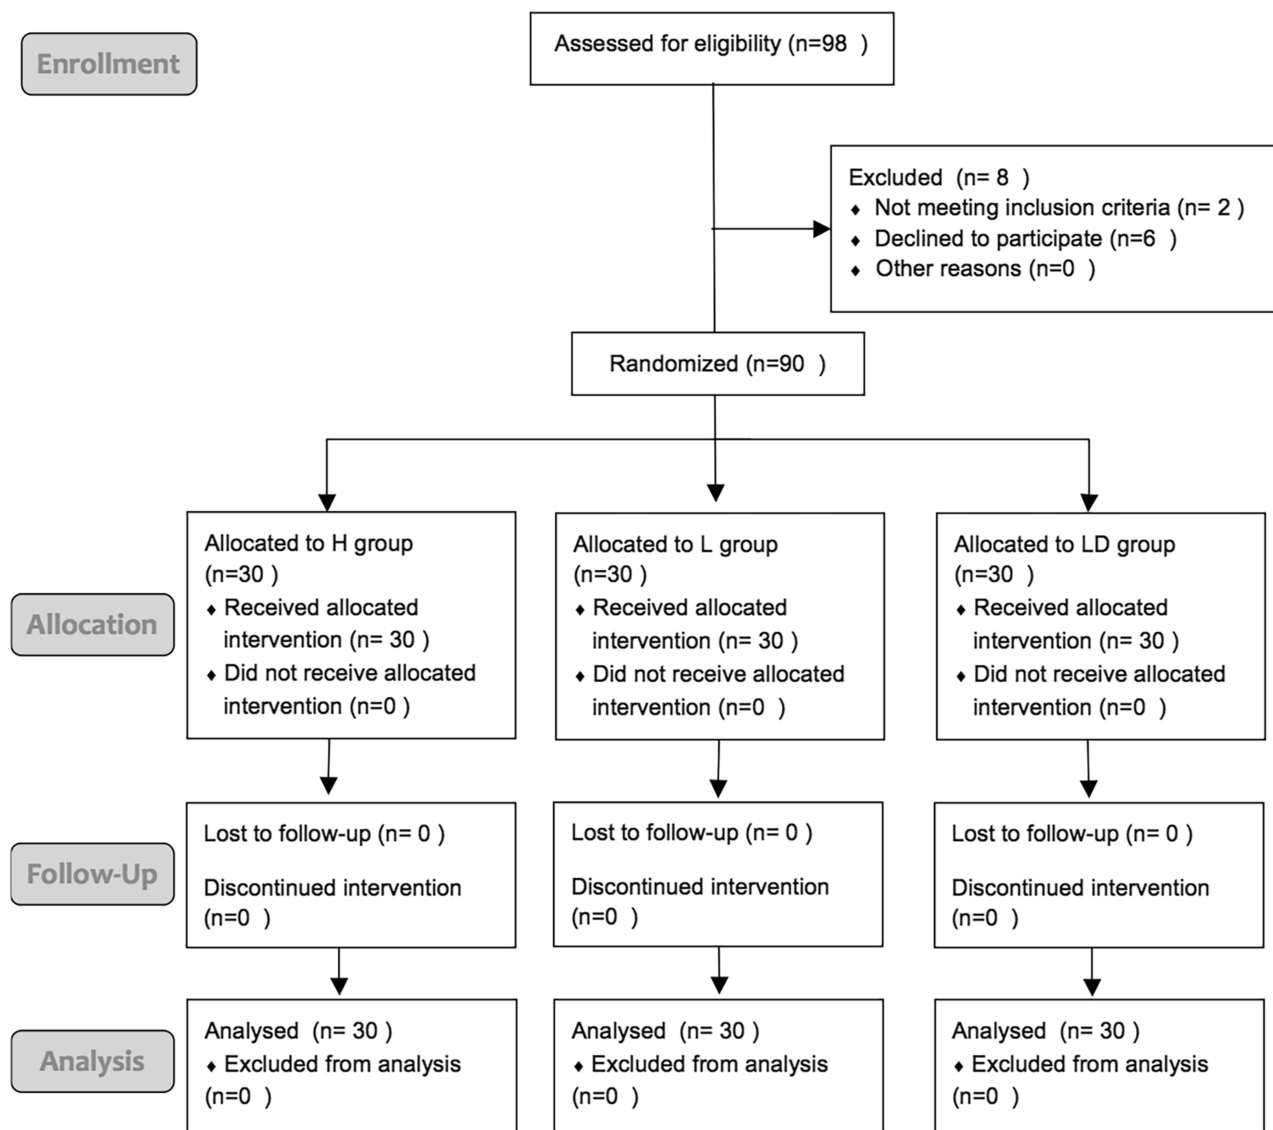 Enrollment
Assessed for eligibility (n=98  )
Excluded  (n= 8  )
♦ Not meeting inclusion criteria (n= 2 )
♦ Declined to participate (n=6  )
♦ Other reasons (n=0  )
Randomized (n=90  )
Allocation
Allocated to H group
(n=30 )
♦ Received allocated
intervention (n= 30 )
♦ Did not receive allocated
intervention (n=0 )
Allocated to L group
(n=30 )
♦ Received allocated
intervention (n= 30 )
♦ Did not receive allocated
intervention (n=0  )
Allocated to LD group
(n=30 )
♦ Received allocated
intervention (n= 30 )
♦ Did not receive allocated
intervention (n=0  )
Follow-Up
Lost to follow-up (n= 0 )
Discontinued intervention
(n=0  )
Lost to follow-up (n= 0 )
Discontinued intervention
(n=0  )
Lost to follow-up (n= 0 )
Discontinued intervention
(n=0  )
Analysis
Analysed  (n= 30 )
♦ Excluded from analysis
(n=0  )
Analysed  (n= 30 )
♦ Excluded from analysis
(n=0  )
Analysed  (n= 30 )
♦ Excluded from analysis
(n=0  )